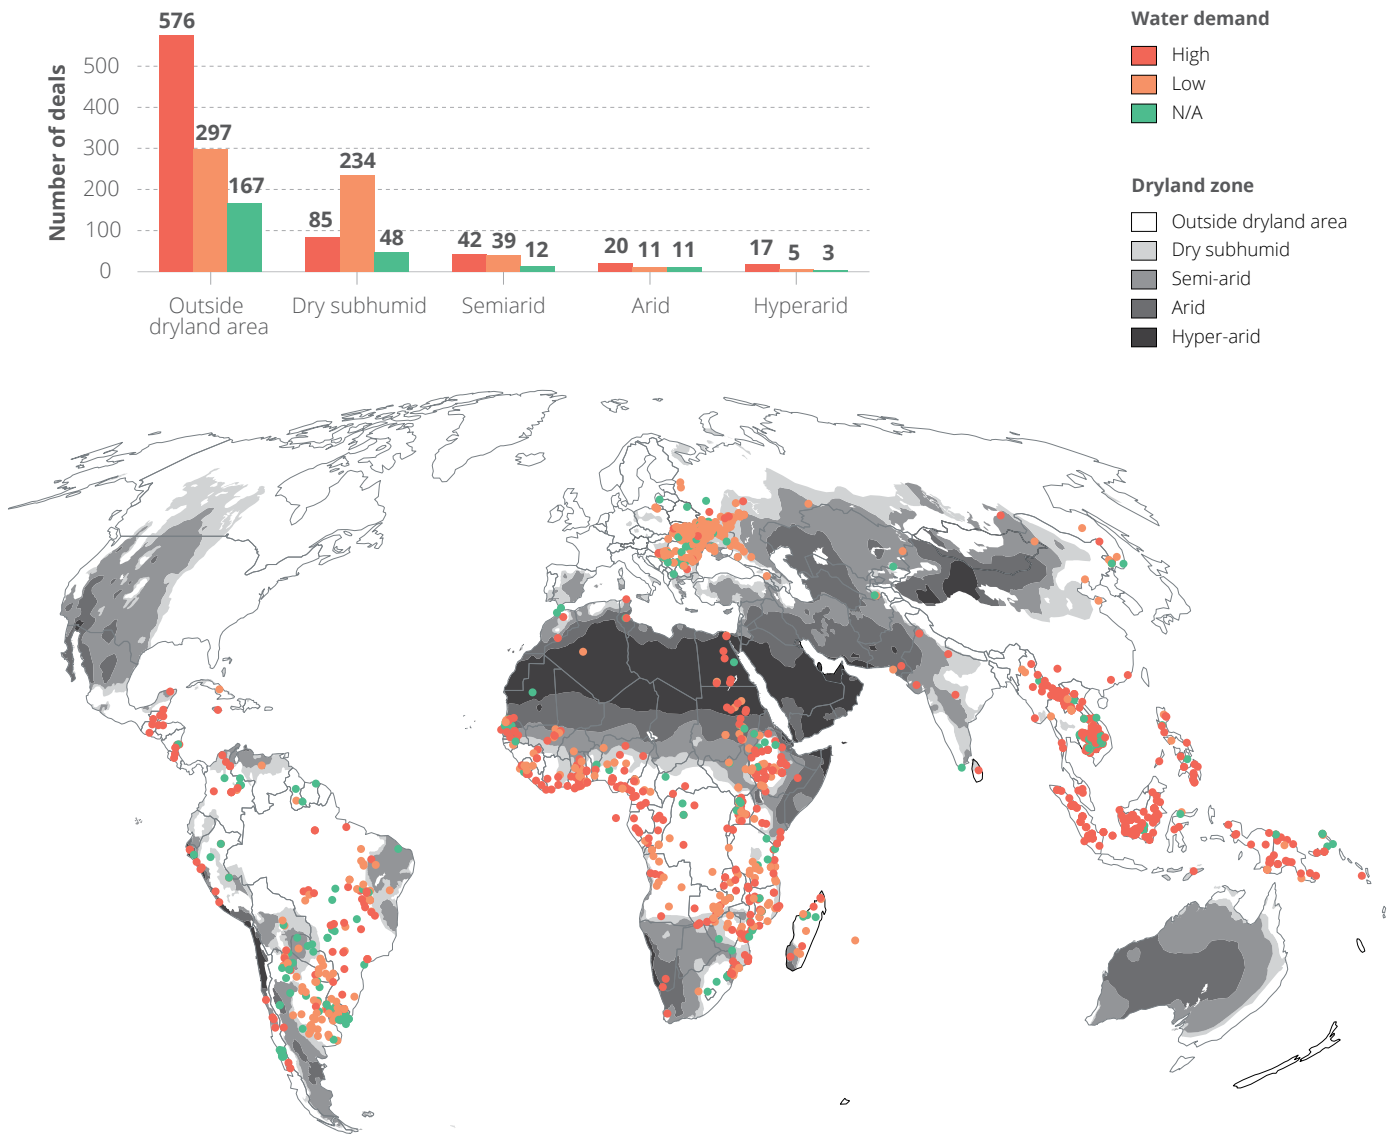 576
500
400
300
200
100
0
Number of deals
297
167
85
234
48
42
39
12
20
11
11
17
5
3
Outside
dryland area
Dry subhumid
Semiarid
Arid
Hyperarid
Water demand
High
Low
N/A
Dryland zone
Outside dryland area
Dry subhumid
Semi-arid
Arid
Hyper-arid